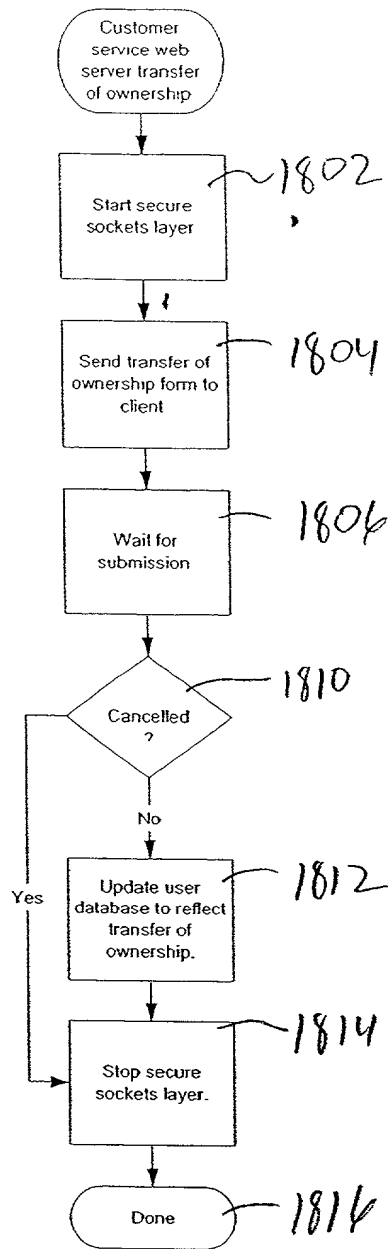 Customer
service web
server transfer
of ownership
Start secure
sockets layer
1802
Send transfer of
ownership form to
client
1804
Wait for
submission
1806
Cancelled
?
1810
No
Yes
Update user
database to reflect
transfer of
ownership.
1812
Stop secure
sockets layer.
1814
Done
1816